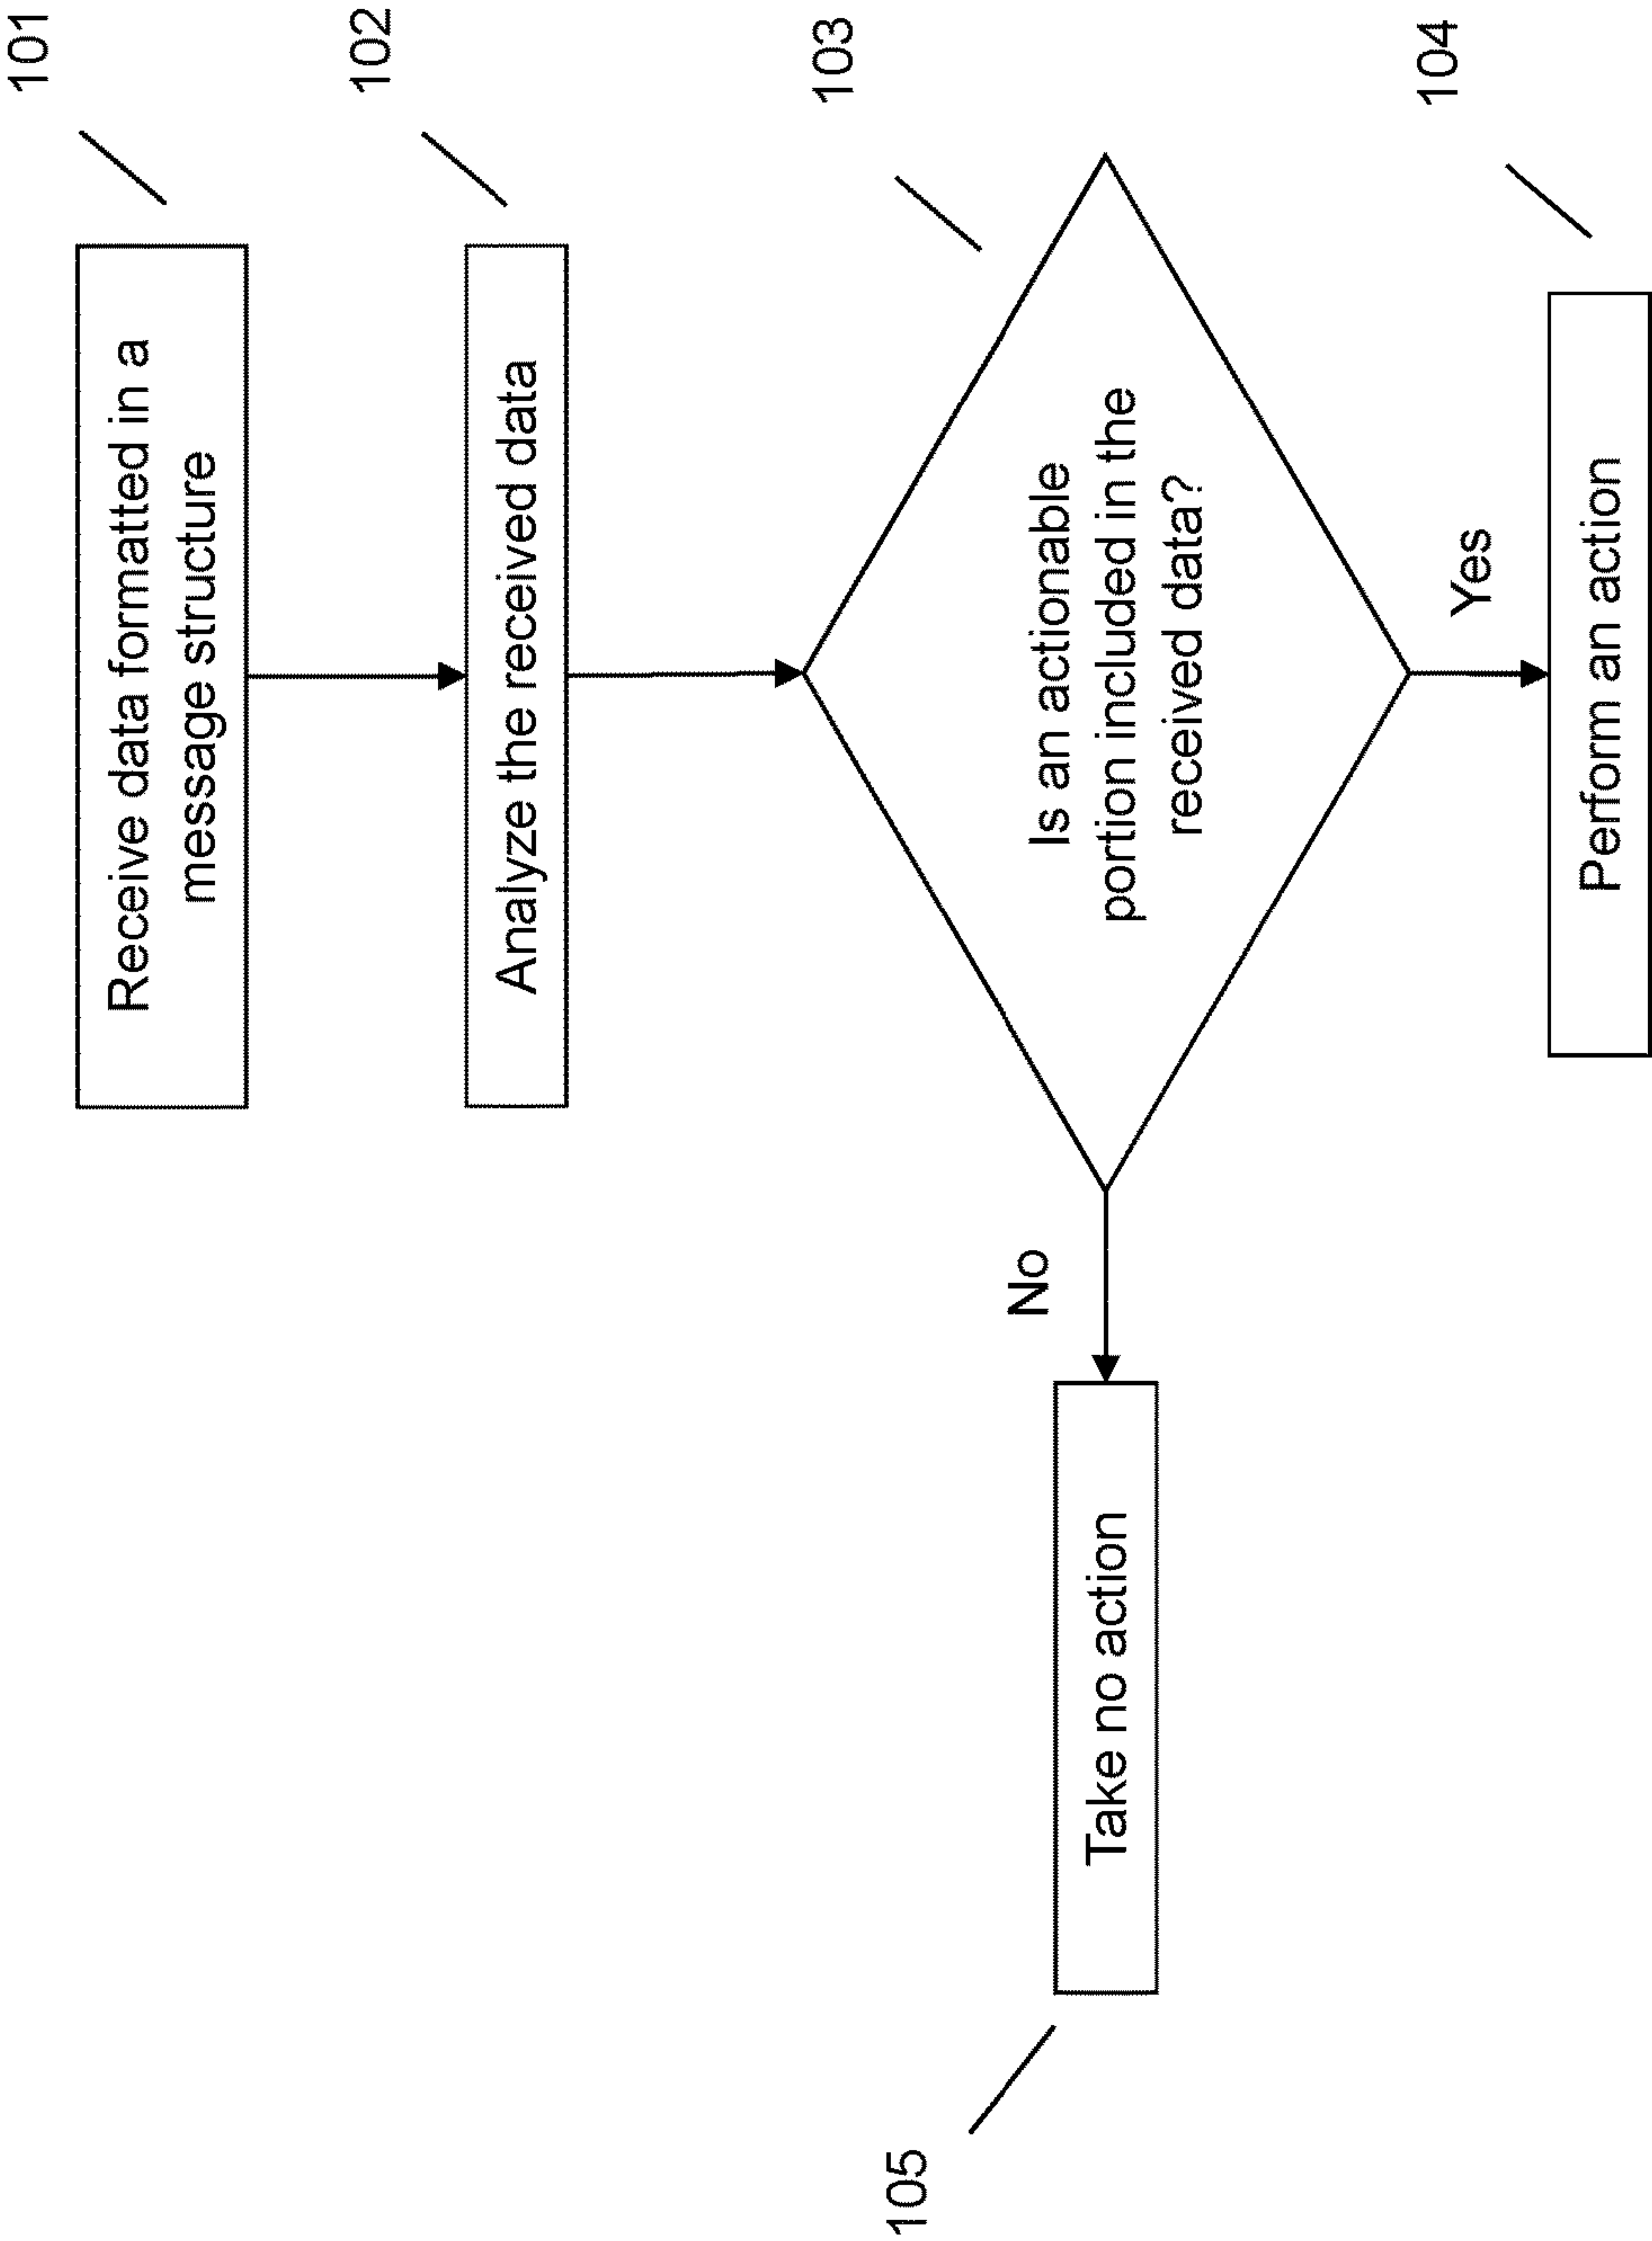 101
Receive data formatted in a
message structure
102
Analyze the received data
103
Is an actionable
portion included in the
received data?
No
Yes
105
Take no action
104
Perform an action